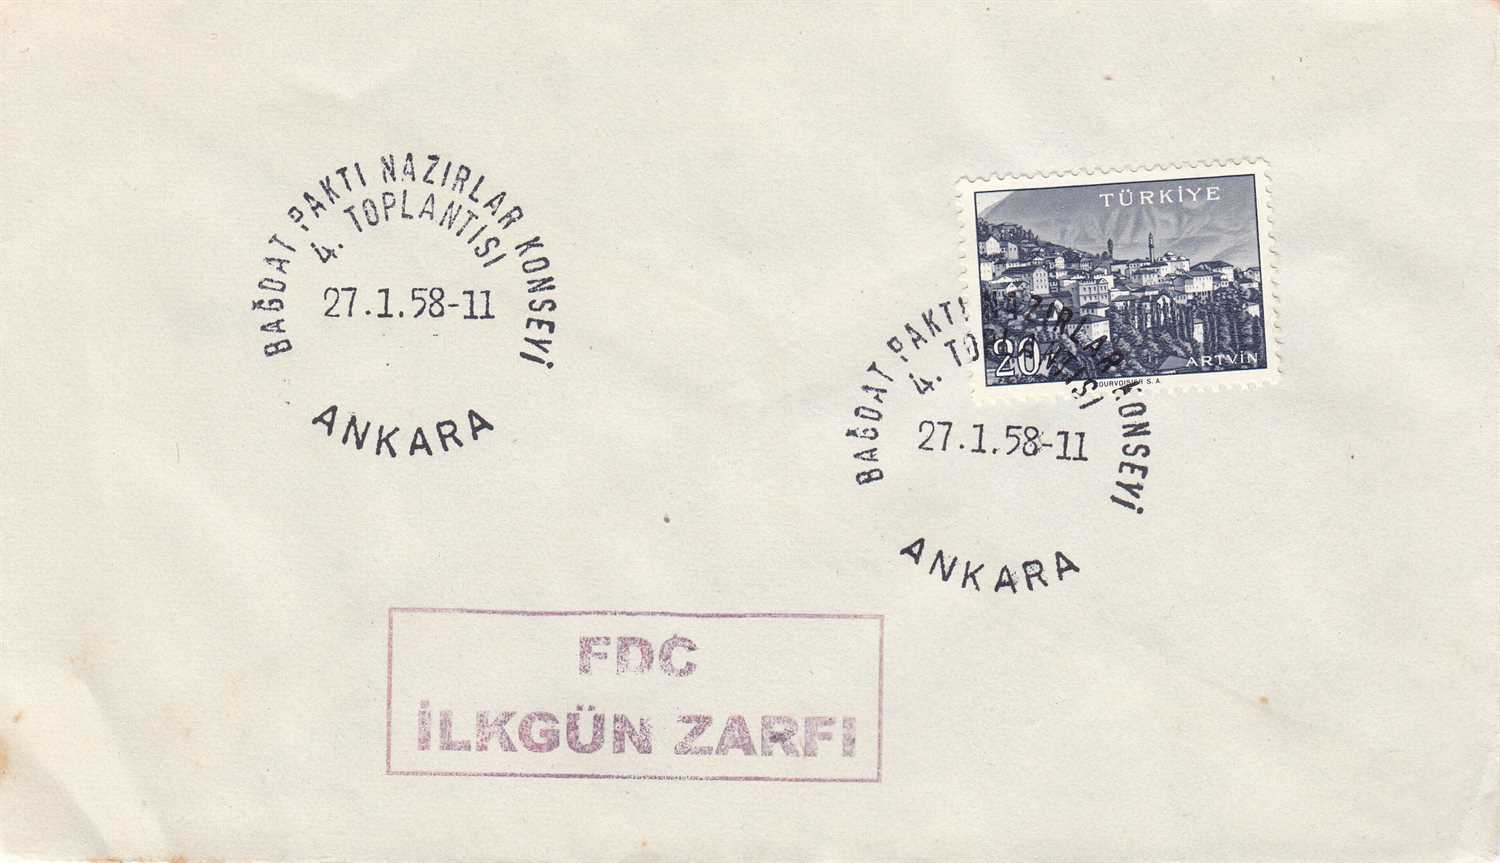 BAĞDAT PAKTI NAZIRLAR KONSEYİ
4. TOPLANTISI
27.1.58-11
ANKARA
TÜRKİYE
20
ARTVİN
COURVOISIER S.A.
BAĞDAT PAKTI NAZIRLAR KONSEYİ
4. TOPLANTISI
27.1.58-11
ANKARA
FDC
İLKGÜN ZARFI